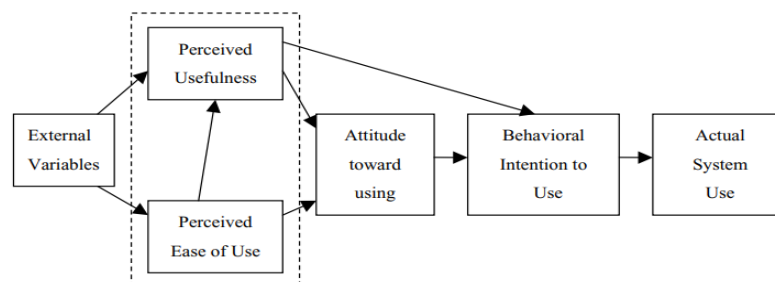 Perceived
Usefulness
External
Variables
Perceived
Ease of Use
Attitude
toward
using
Behavioral
Intention to
Use
Actual
System
Use